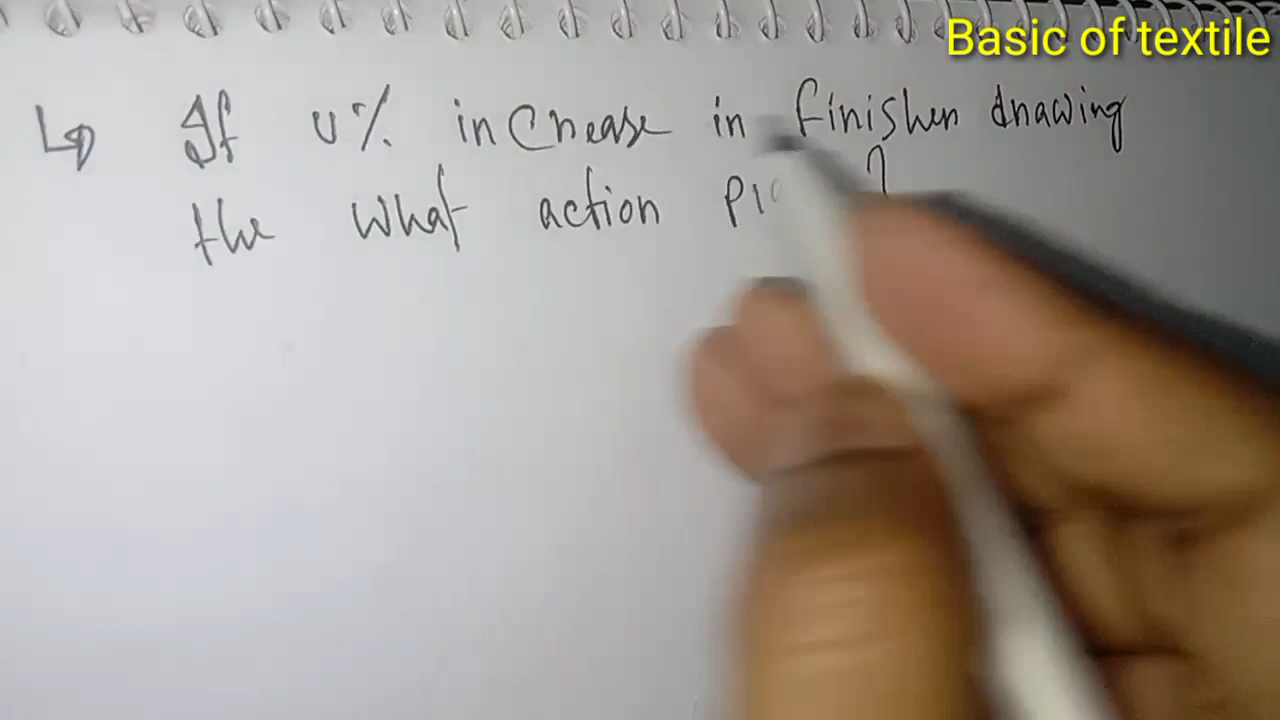 Basic of textile
↳ If U% increase in finisher drawing
the what action ?